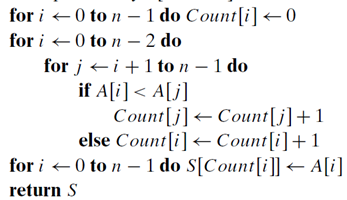 for i ← 0 to n − 1 do Count[i] ← 0
for i ← 0 to n − 2 do
for j ← i + 1 to n − 1 do
if A[i] < A[j]
Count[j] ← Count[j] + 1
else Count[i] ← Count[i] + 1
for i ← 0 to n − 1 do S[Count[i]] ← A[i]
return S